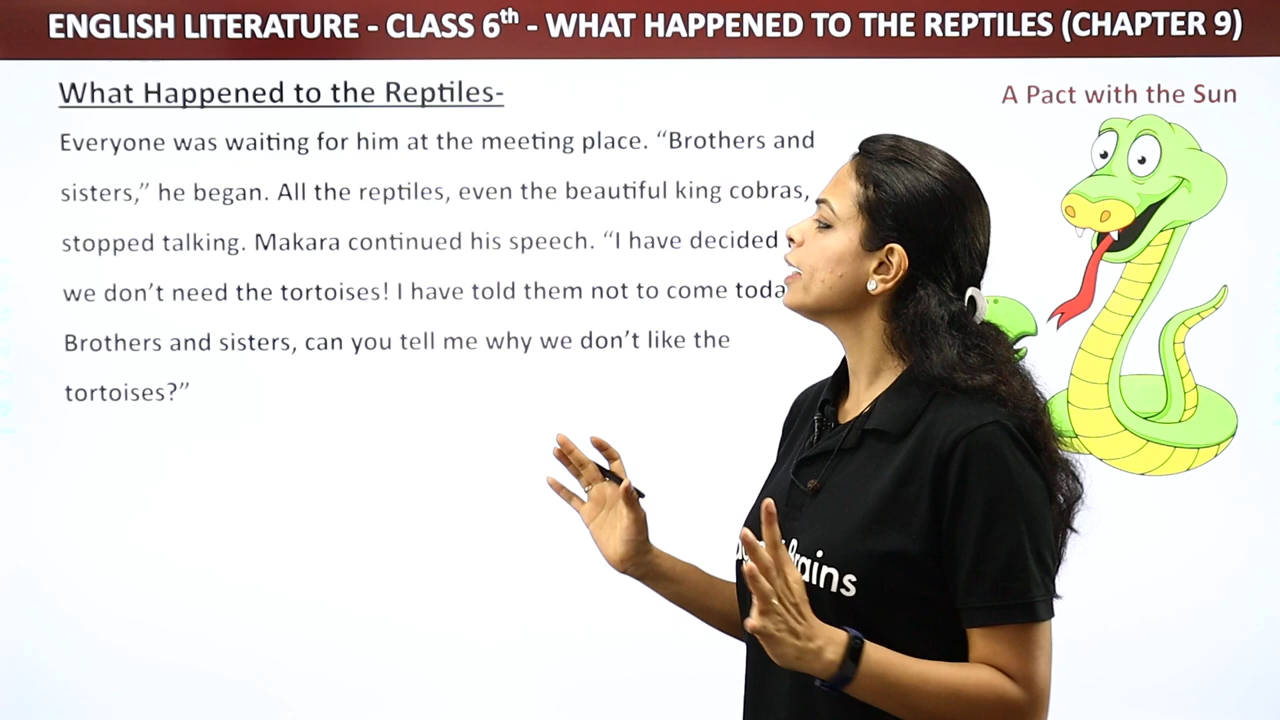 ENGLISH LITERATURE - CLASS 6th - WHAT HAPPENED TO THE REPTILES (CHAPTER 9)
What Happened to the Reptiles-
A Pact with the Sun
Everyone was waiting for him at the meeting place. “Brothers and
sisters,” he began. All the reptiles, even the beautiful king cobras,
stopped talking. Makara continued his speech. “I have decided
we don’t need the tortoises! I have told them not to come
Brothers and sisters, can you tell me why we don’t like the
tortoises?”